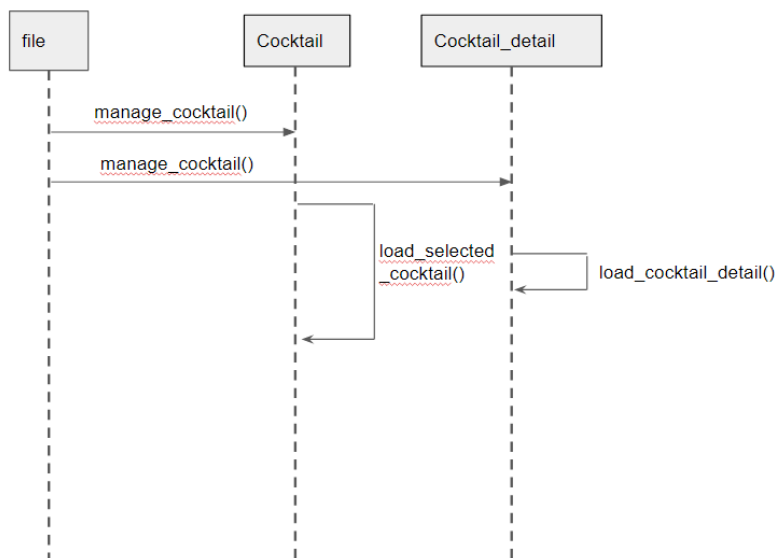 file
Cocktail
Cocktail_detail
manage_cocktail()
manage_cocktail()
load_selected
_cocktail()
load_cocktail_detail()